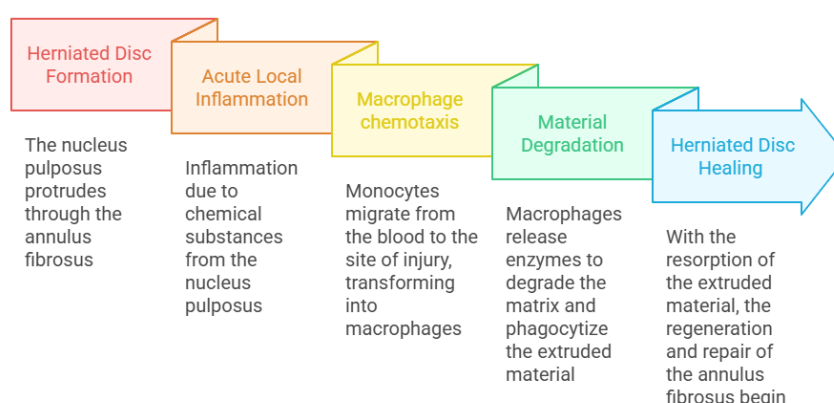 Herniated Disc
Formation
The nucleus
pulposus
protrudes
through the
annulus
fibrosus
Acute Local
Inflammation
Inflammation
due to
chemical
substances
from the
nucleus
pulposus
Macrophage
chemotaxis
Monocytes
migrate from
the blood to the
site of injury,
transforming
into
macrophages
Material
Degradation
Macrophages
release
enzymes to
degrade the
matrix and
phagocytize
the extruded
material
Herniated Disc
Healing
With the
resorption of
the extruded
material, the
regeneration
and repair of
the annulus
fibrosus begin